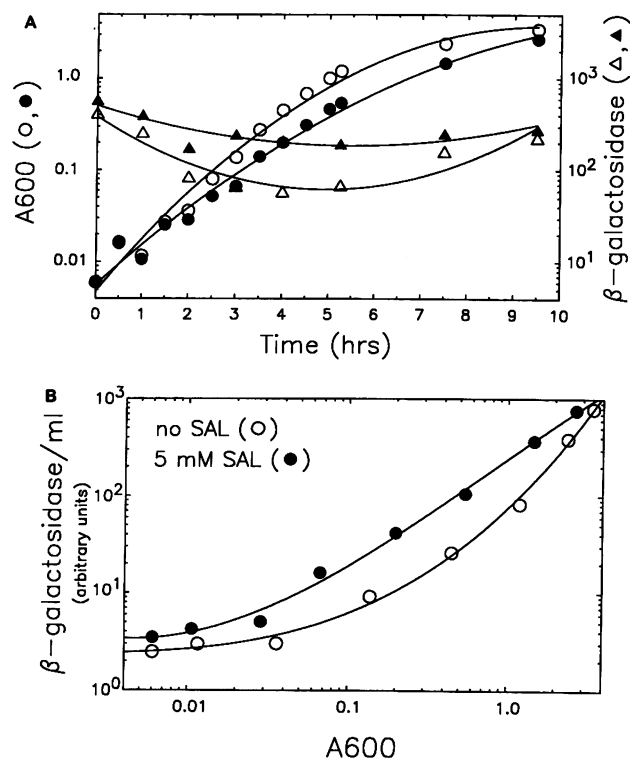 A
A600 (○,●)
1.0
0.1
0.01
β-galactosidase (△,▲)
10³
10²
10¹
0 1 2 3 4 5 6 7 8 9 10
Time (hrs)
B
β-galactosidase/ml
(arbitrary units)
10³
10²
10¹
10⁰
no SAL (○)
5 mM SAL (●)
0.01 0.1 1.0
A600